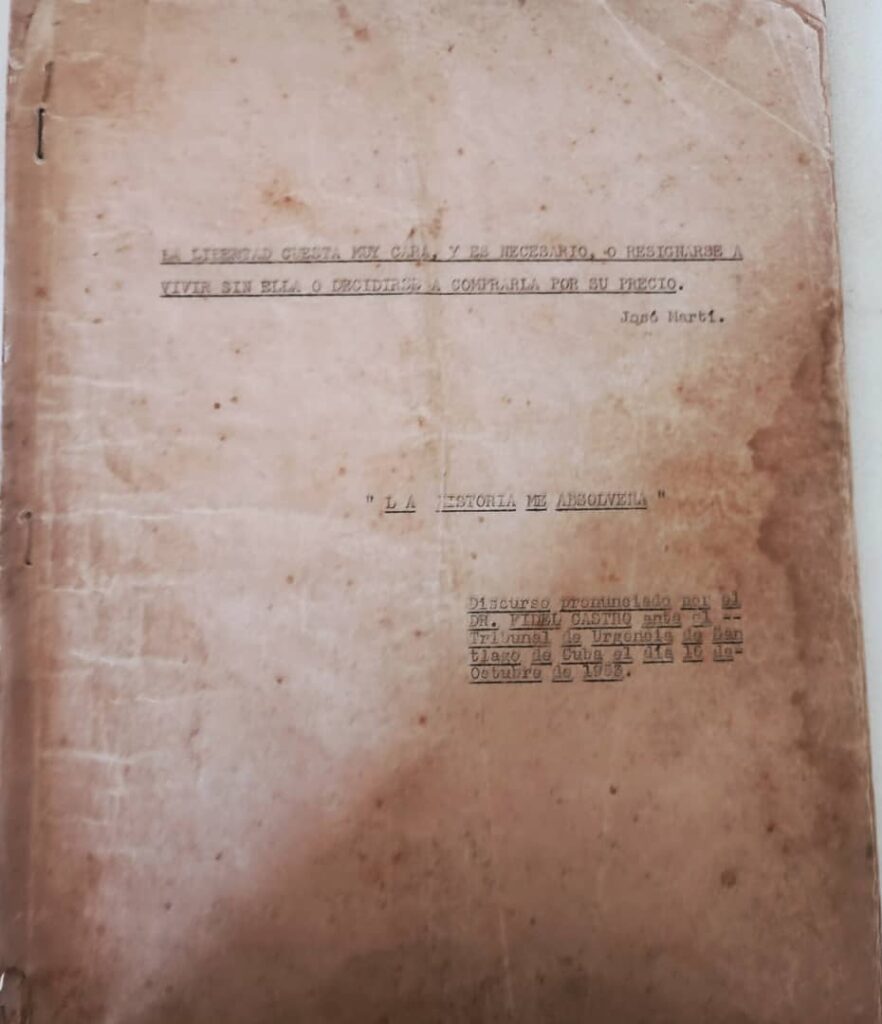 LA LIBERTAD CUESTA MUY CARA, Y ES NECESARIO, O RESIGNARSE A
VIVIR SIN ELLA O DECIDIRSE A COMPRARLA POR SU PRECIO.
José Martí.
" L A HISTORIA ME ABSOLVERA "
Discurso pronunciado por el
DR. FIDEL CASTRO ante el --
Tribunal de Urgencia de San
tiago de Cuba el día 16 de-
Octubre de 1953.